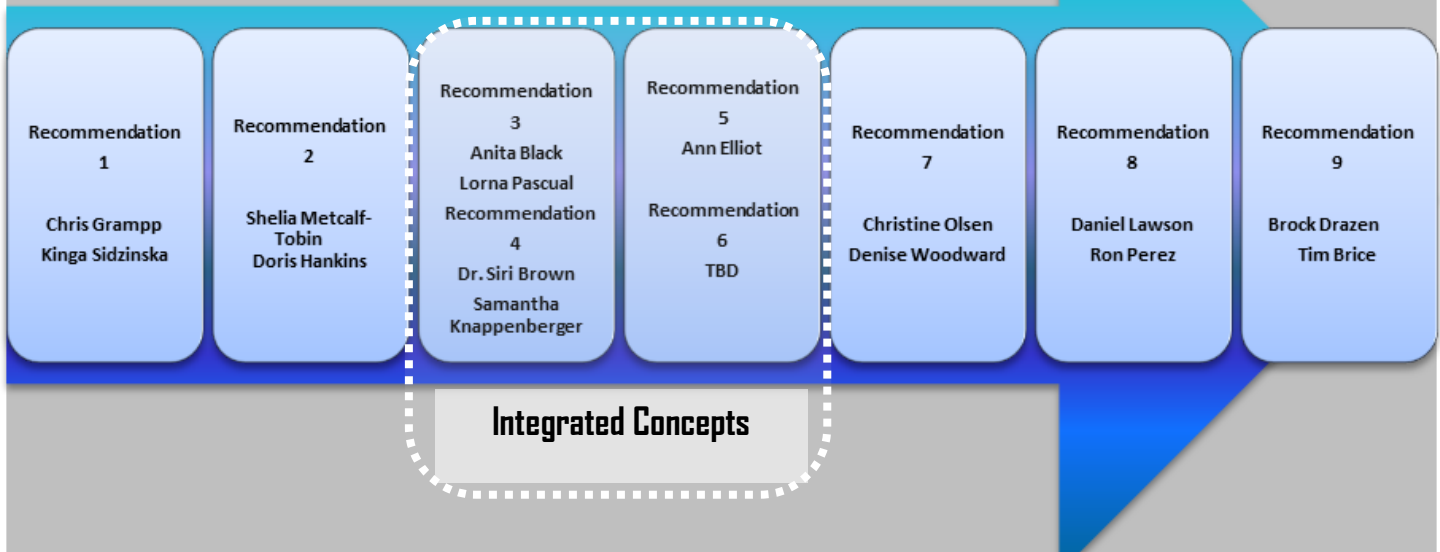 Recommendation
1
Chris Grampp
Kinga Sidzinska
Recommendation
2
Shelia Metcalf-
Tobin
Doris Hankins
Recommendation
3
Anita Black
Lorna Pascual
Recommendation
4
Dr. Siri Brown
Samantha
Knappenberger
Recommendation
5
Ann Elliot
Recommendation
6
TBD
Recommendation
7
Christine Olsen
Denise Woodward
Recommendation
8
Daniel Lawson
Ron Perez
Recommendation
9
Brock Drazen
Tim Brice
Integrated Concepts